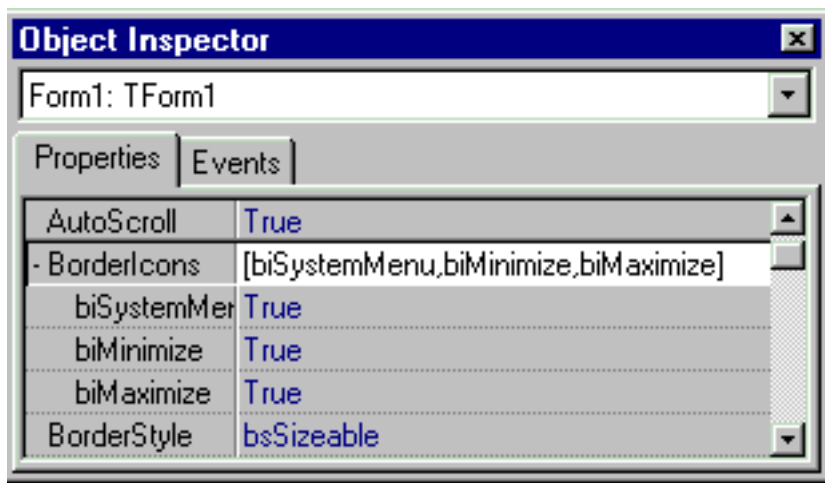 Object Inspector
Form1: TForm1
Properties Events
AutoScroll True
- BorderIcons [biSystemMenu,biMinimize,biMaximize]
biSystemMer True
biMinimize True
biMaximize True
BorderStyle bsSizeable